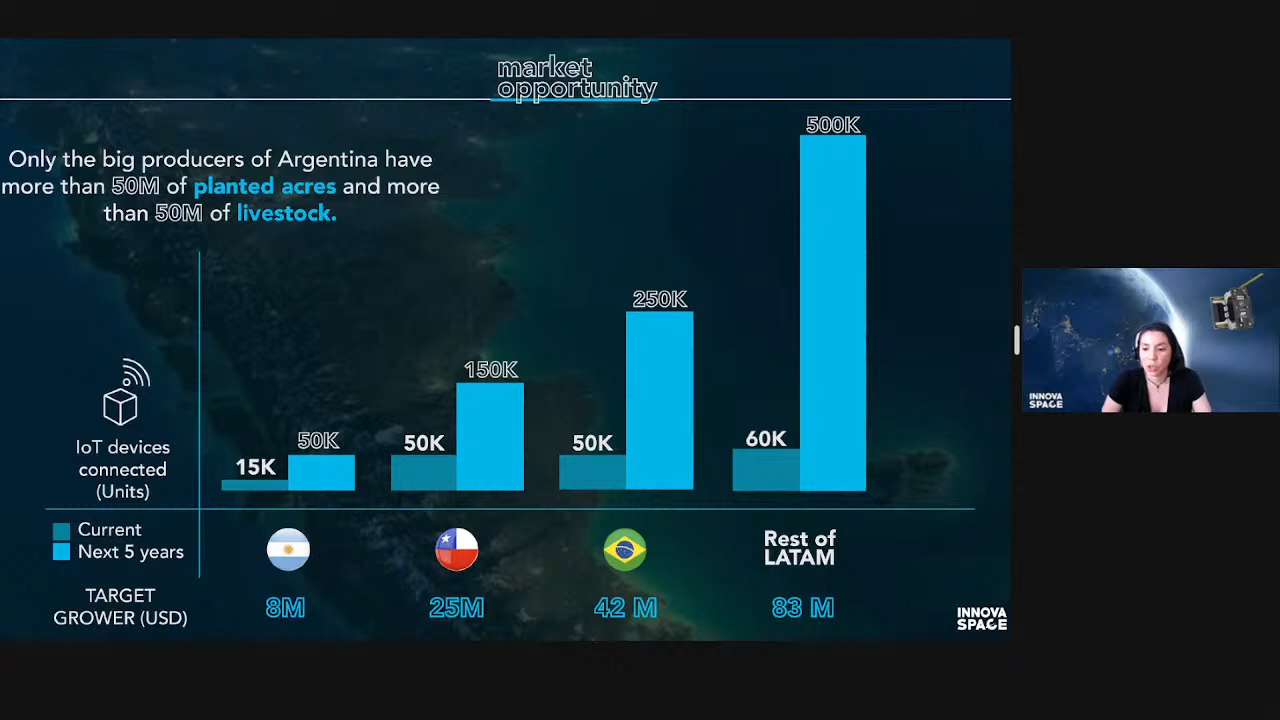 market
opportunity
Only the big producers of Argentina have
more than 50M of planted acres and more
than 50M of livestock.
500K
250K
150K
50K
15K
50K
50K
60K
IoT devices
connected
(Units)
Current
Next 5 years
Rest of
LATAM
TARGET
GROWER (USD)
8M
25M
42 M
83 M
INNOVA
SPACE
INNOVA
SPACE